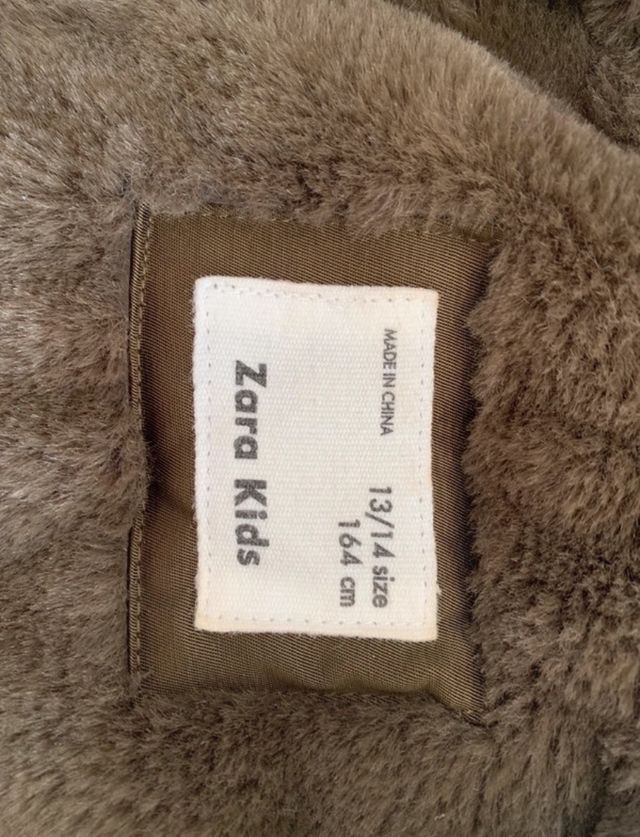 MADE IN CHINA
13/14 size
164 cm
Zara Kids